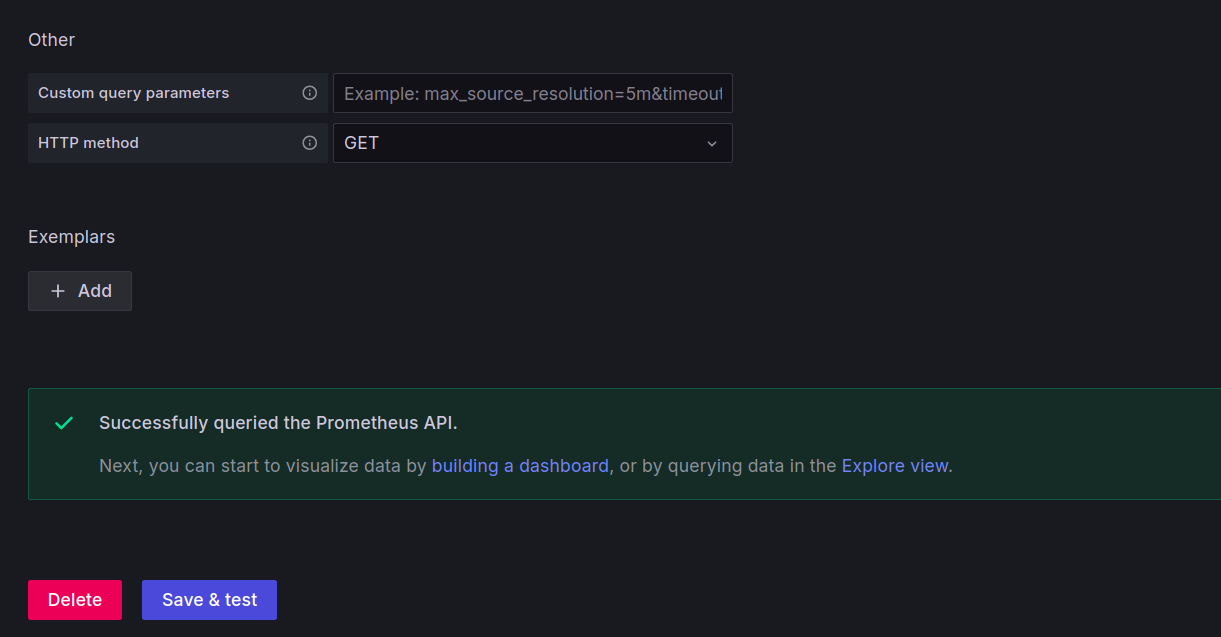 Other
Custom query parameters
Example: max_source_resolution=5m&timeout
HTTP method
GET
Exemplars
Add
Successfully queried the Prometheus API.
Next, you can start to visualize data by building a dashboard, or by querying data in the Explore view.
Delete
Save & test